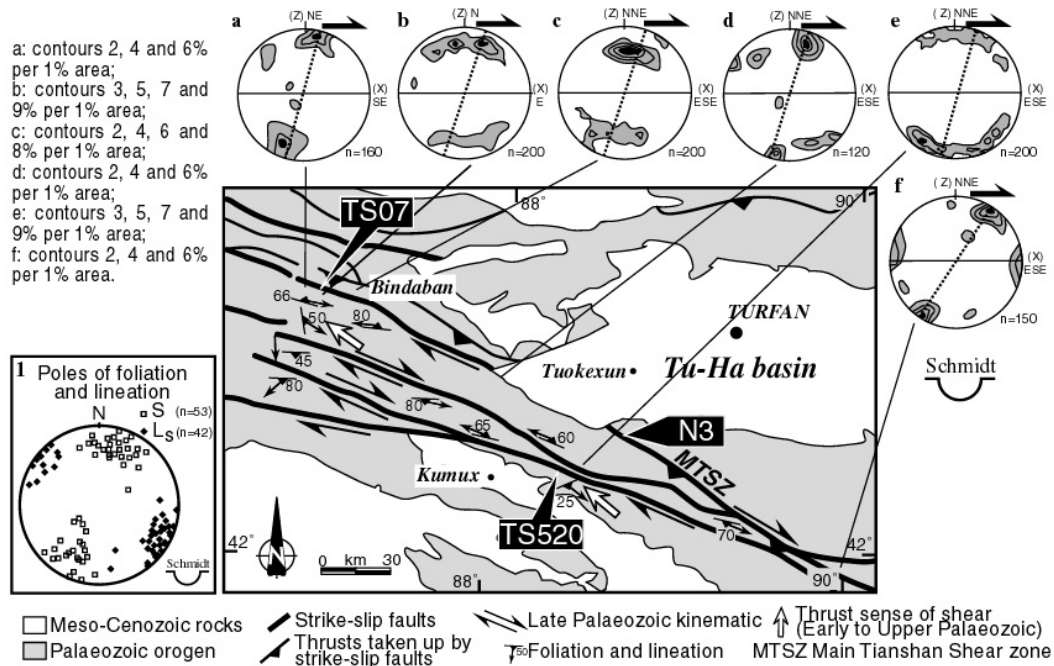 a
b
c
d
e
(Z) NE
(Z) N
(Z) NNE
(Z) NNE
(Z) NNE
(X)
SE
(X)
E
(X)
ESE
(X)
ESE
(X)
ESE
n=160
n=200
n=200
n=120
n=200
a: contours 2, 4 and 6%
per 1% area;
b: contours 3, 5, 7 and
9% per 1% area;
c: contours 2, 4, 6 and
8% per 1% area;
d: contours 2, 4 and 6%
per 1% area;
e: contours 3, 5, 7 and
9% per 1% area;
f: contours 2, 4 and 6%
per 1% area.
f
(Z) NNE
(X)
ESE
n=150
Schmidt
88°
90°
TS07
Bindaban
66
50
80
TURFAN
45
Tuokexun
Tu-Ha basin
80
80
65
60
N3
MTSZ
Kumux
25
TS520
70
42°
42°
N
0 km 30
88°
90°
1
Poles of foliation
and lineation
N
S (n=53)
Ls (n=42)
Schmidt
Meso-Cenozoic rocks
Palaeozoic orogen
Strike-slip faults
Thrusts taken up by
strike-slip faults
Late Palaeozoic kinematic
50 Foliation and lineation
Thrust sense of shear
(Early to Upper Palaeozoic)
MTSZ Main Tianshan Shear zone